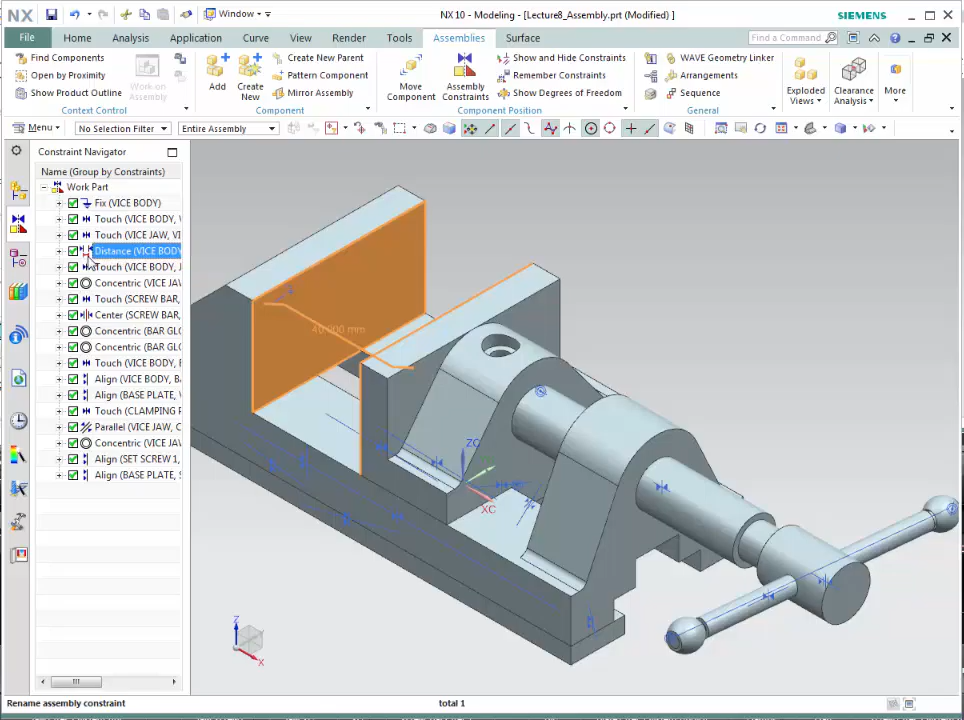 NX Window NX 10 - Modeling - [Lecture8_Assembly.prt (Modified) ] SIEMENS
File Home Analysis Application Curve View Render Tools Assemblies Surface Find a Command
Find Components
Open by Proximity
Show Product Outline
Work on
Assembly
Context Control
Add
Create
New
Create New Parent
Pattern Component
Mirror Assembly
Component
Move
Component
Assembly
Constraints
Show and Hide Constraints
Remember Constraints
Show Degrees of Freedom
Component Position
WAVE Geometry Linker
Arrangements
Sequence
General
Exploded
Views
Clearance
Analysis
More
Menu No Selection Filter Entire Assembly
Constraint Navigator
Name (Group by Constraints)
Work Part
Fix (VICE BODY)
Touch (VICE BODY,
Touch (VICE JAW, VI
Distance (VICE BODY
Touch (VICE BODY,
Concentric (VICE JAW
Touch (SCREW BAR,
Center (SCREW BAR,
Concentric (BAR GLO
Concentric (BAR GLO
Touch (VICE BODY,
Align (VICE BODY, BA
Align (BASE PLATE,
Touch (CLAMPING
Parallel (VICE JAW, C
Concentric (VICE JAW
Align (SET SCREW 1,
Align (BASE PLATE, S
40.000 mm
ZC
XC
Z
X
Rename assembly constraint total 1